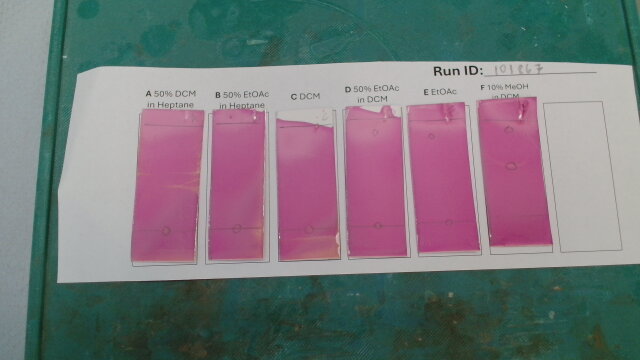 Run ID: 101867
A 50% DCM
in Heptane
B 50% EtOAc
in Heptane
C DCM
D 50% EtOAc
in DCM
E EtOAc
F 10% MeOH
in DCM